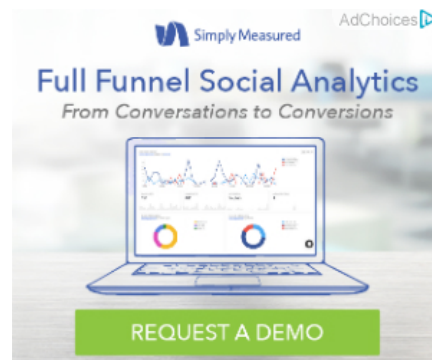 AdChoices
Simply Measured
Full Funnel Social Analytics
From Conversations to Conversions
REQUEST A DEMO